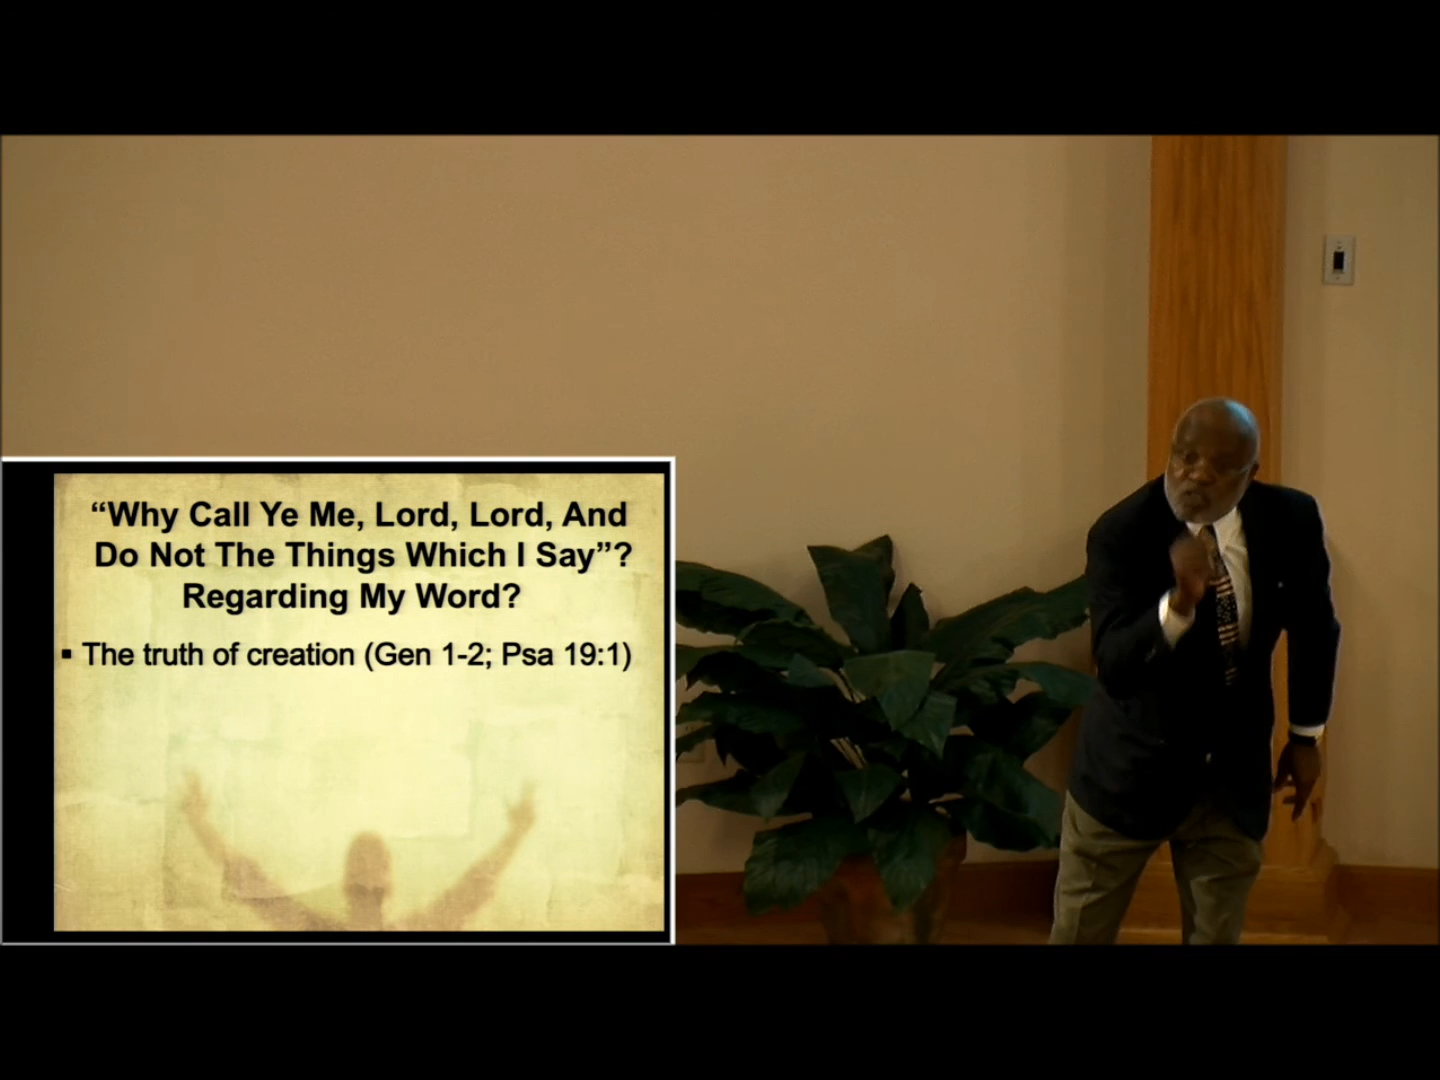 “Why Call Ye Me, Lord, Lord, And
Do Not The Things Which I Say”?
Regarding My Word?
▪ The truth of creation (Gen 1-2; Psa 19:1)